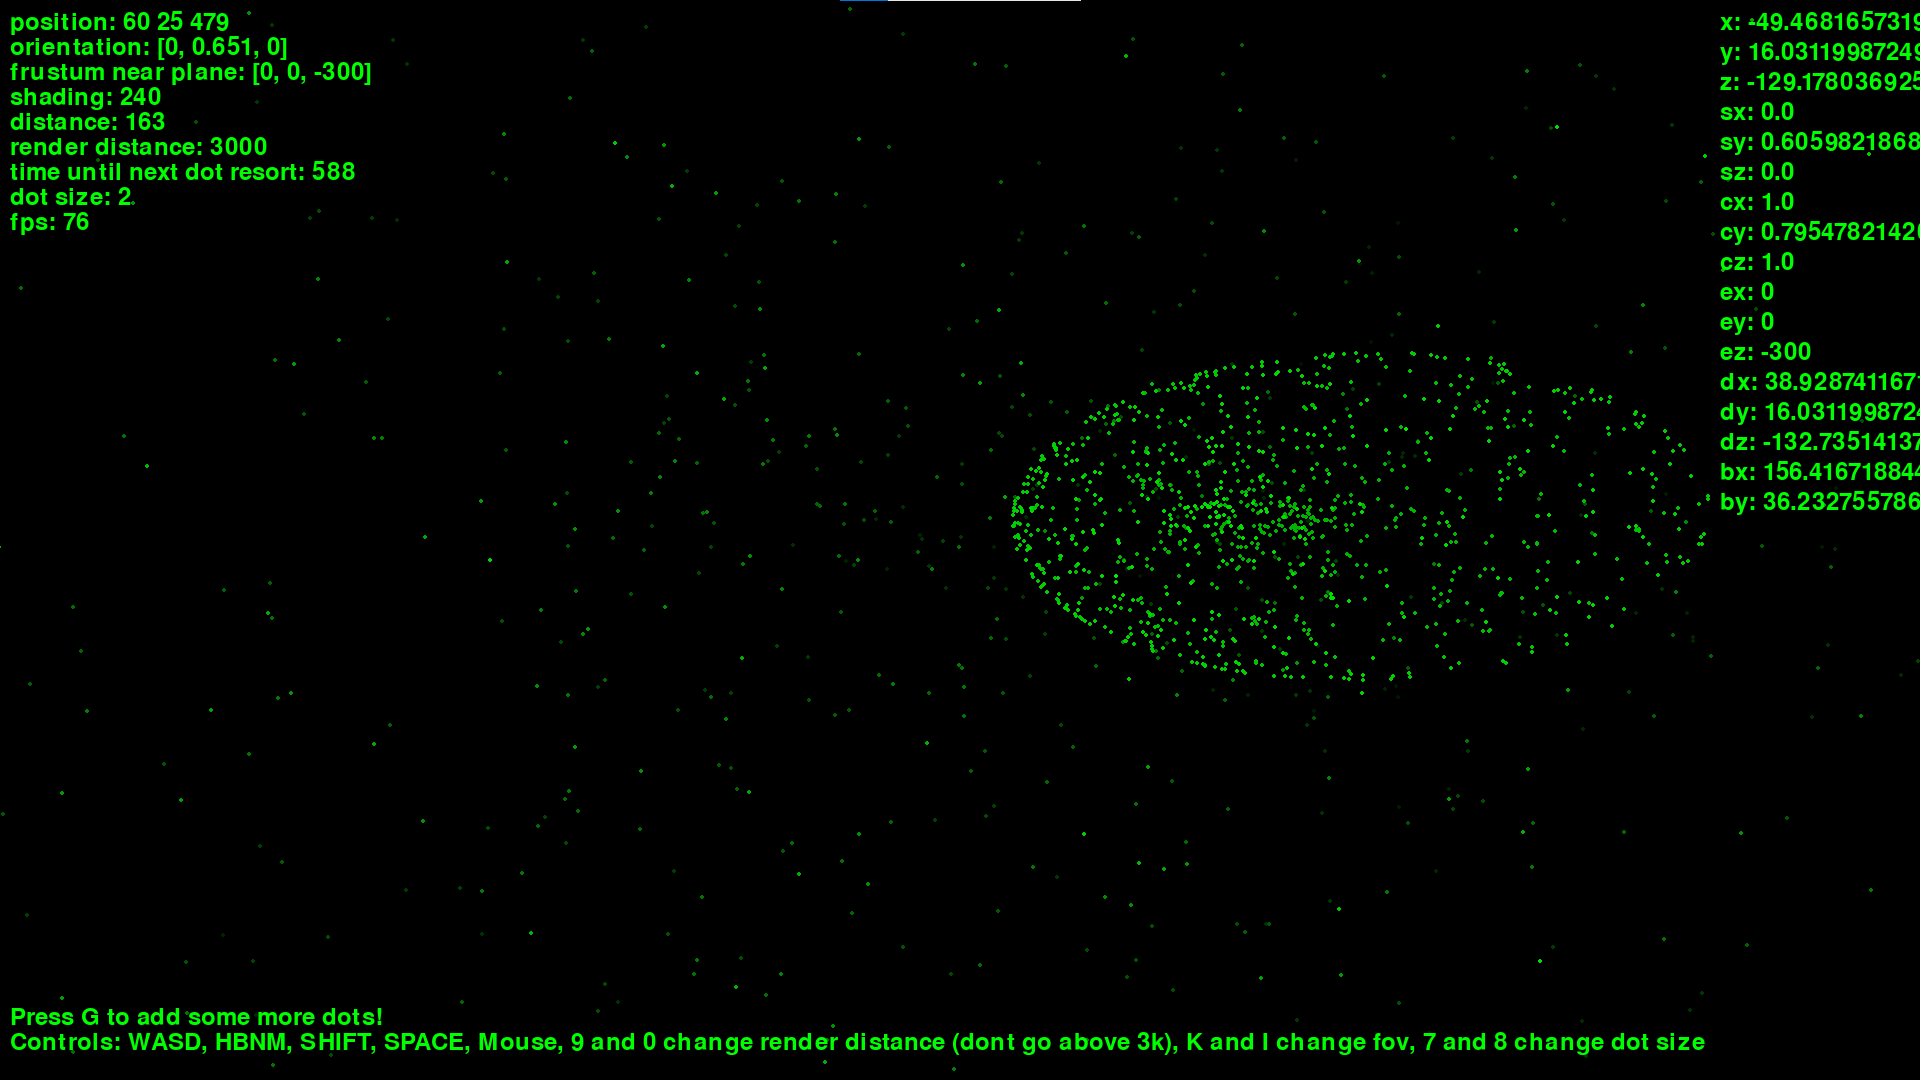 position: 60 25 479
orientation: [0, 0.651, 0]
frustum near plane: [0, 0, -300]
shading: 240
distance: 163
render distance: 3000
time until next dot resort: 588
dot size: 2
fps: 76
x: -49.4681657319
y: 16.03119987249
z: -129.178036925
sx: 0.0
sy: 0.6059821868
sz: 0.0
cx: 1.0
cy: 0.7954782142
cz: 1.0
ex: 0
ey: 0
ez: -300
dx: 38.928741167
dy: 16.0311998724
dz: -132.73514137
bx: 156.416718844
by: 36.232755786
Press G to add some more dots!
Controls: WASD, HBNM, SHIFT, SPACE, Mouse, 9 and 0 change render distance (dont go above 3k), K and I change fov, 7 and 8 change dot size